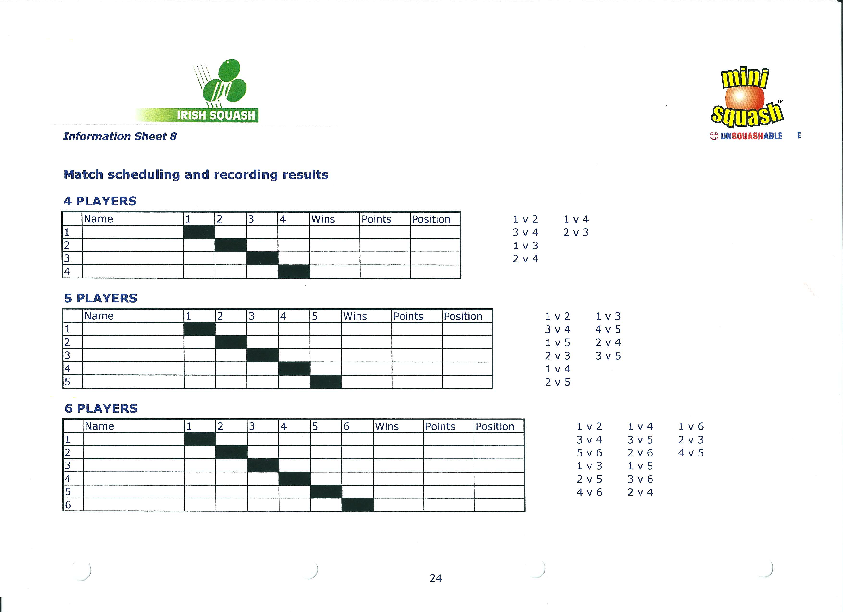 IRISH SQUASH
mini
squash™
UNSQUASHABLE E
Information Sheet 8
Match scheduling and recording results
4 PLAYERS
Name 1 2 3 4 Wins Points Position
1
2
3
4
1 v 2 1 v 4
3 v 4 2 v 3
1 v 3
2 v 4
5 PLAYERS
Name 1 2 3 4 5 Wins Points Position
1
2
3
4
5
1 v 2 1 v 3
3 v 4 4 v 5
1 v 5 2 v 4
2 v 3 3 v 5
1 v 4
2 v 5
6 PLAYERS
Name 1 2 3 4 5 6 Wins Points Position
1
2
3
4
5
6
1 v 2 1 v 4 1 v 6
3 v 4 3 v 5 2 v 3
5 v 6 2 v 6 4 v 5
1 v 3 1 v 5
2 v 5 3 v 6
4 v 6 2 v 4
24